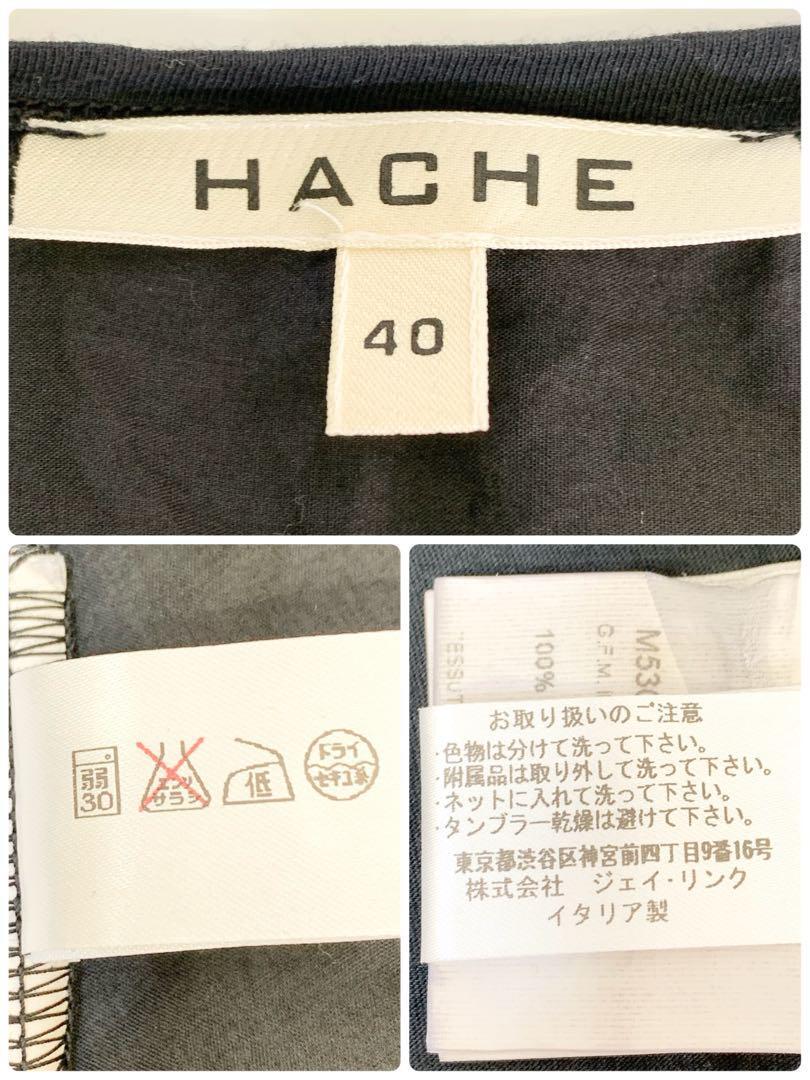 HACHE
40
弱
30
エンソ
サラシ
低
ドライ
セキユ系
M530
G.F.M.
100%
TESSUT
お取り扱いのご注意
・色物は分けて洗って下さい。
・附属品は取り外して洗って下さい。
・ネットに入れて洗って下さい。
・タンブラー乾燥は避けて下さい。
東京都渋谷区神宮前四丁目9番16号
株式会社 ジェイ・リンク
イタリア製